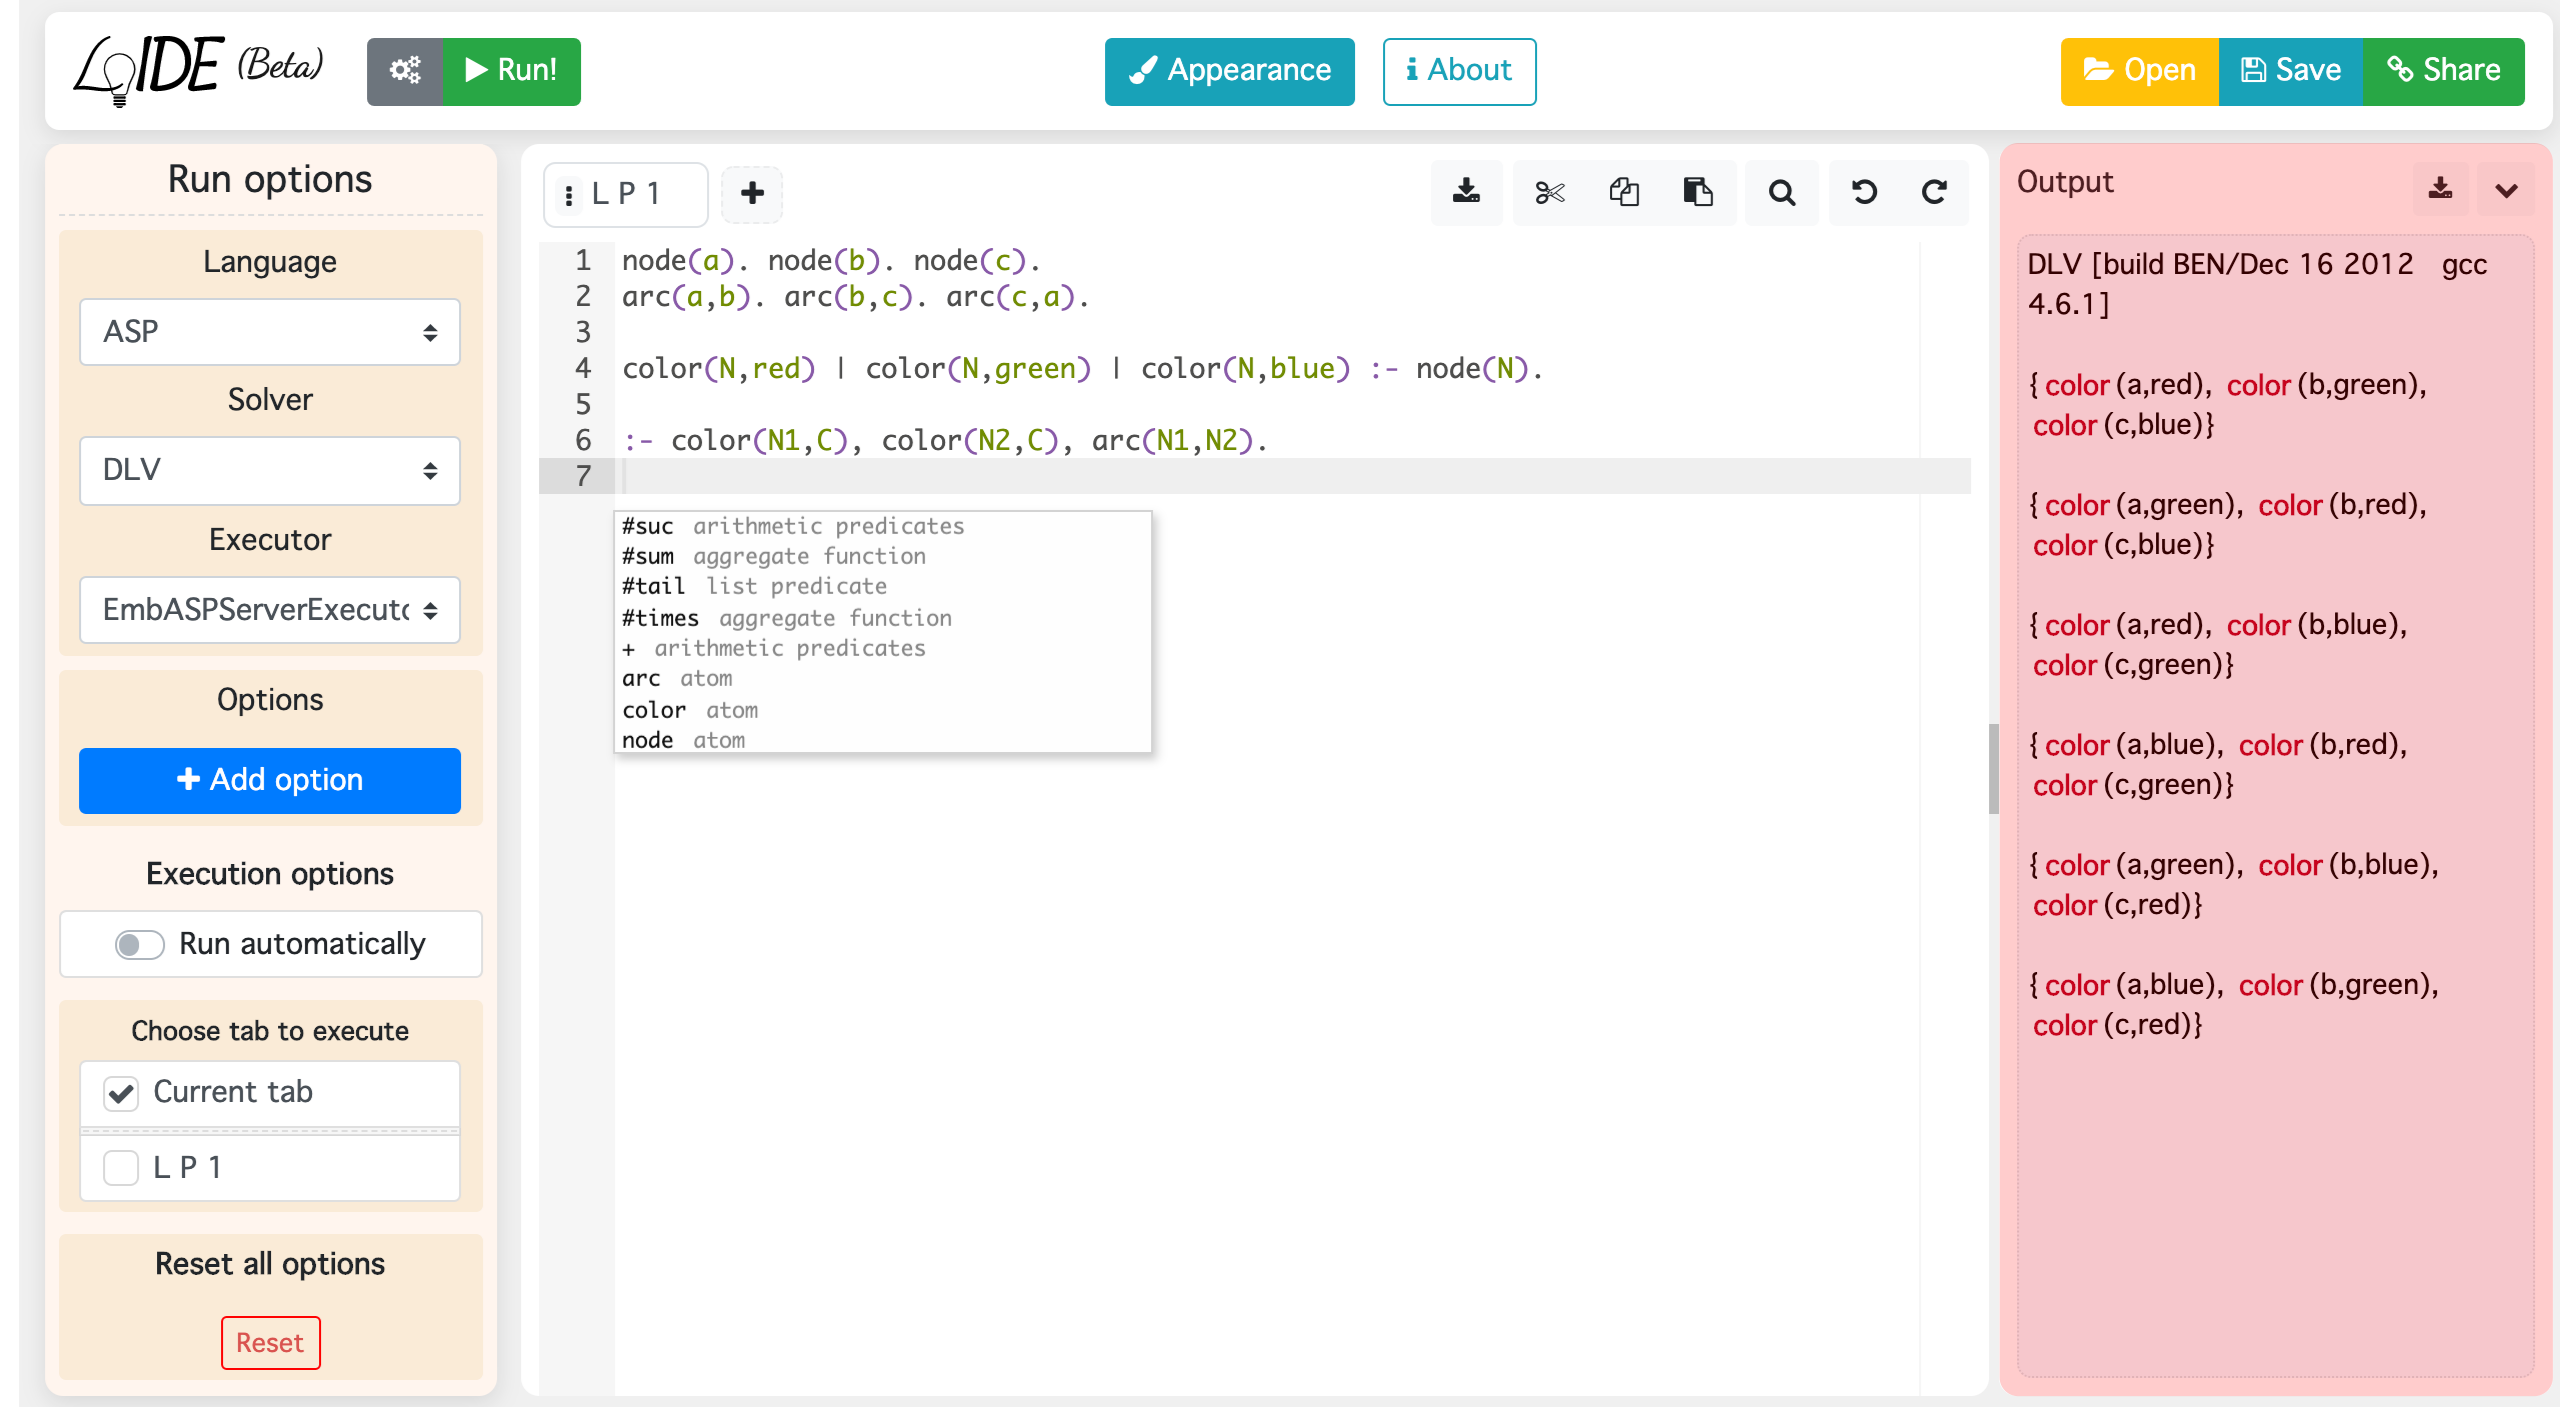 LoIDE (Beta)
Run!
Appearance
About
Open
Save
Share
Run options
Language
ASP
Solver
DLV
Executor
EmbASPServerExecuto
Options
Add option
Execution options
Run automatically
Choose tab to execute
Current tab
L P 1
Reset all options
Reset
L P 1
1 node(a). node(b). node(c).
2 arc(a,b). arc(b,c). arc(c,a).
3
4 color(N,red) | color(N,green) | color(N,blue) :- node(N).
5
6 :- color(N1,C), color(N2,C), arc(N1,N2).
7
#suc arithmetic predicates
#sum aggregate function
#tail list predicate
#times aggregate function
+ arithmetic predicates
arc atom
color atom
node atom
Output
DLV [build BEN/Dec 16 2012 gcc
4.6.1]
{ color (a,red), color (b,green),
color (c,blue)}
{ color (a,green), color (b,red),
color (c,blue)}
{ color (a,red), color (b,blue),
color (c,green)}
{ color (a,blue), color (b,red),
color (c,green)}
{ color (a,green), color (b,blue),
color (c,red)}
{ color (a,blue), color (b,green),
color (c,red)}